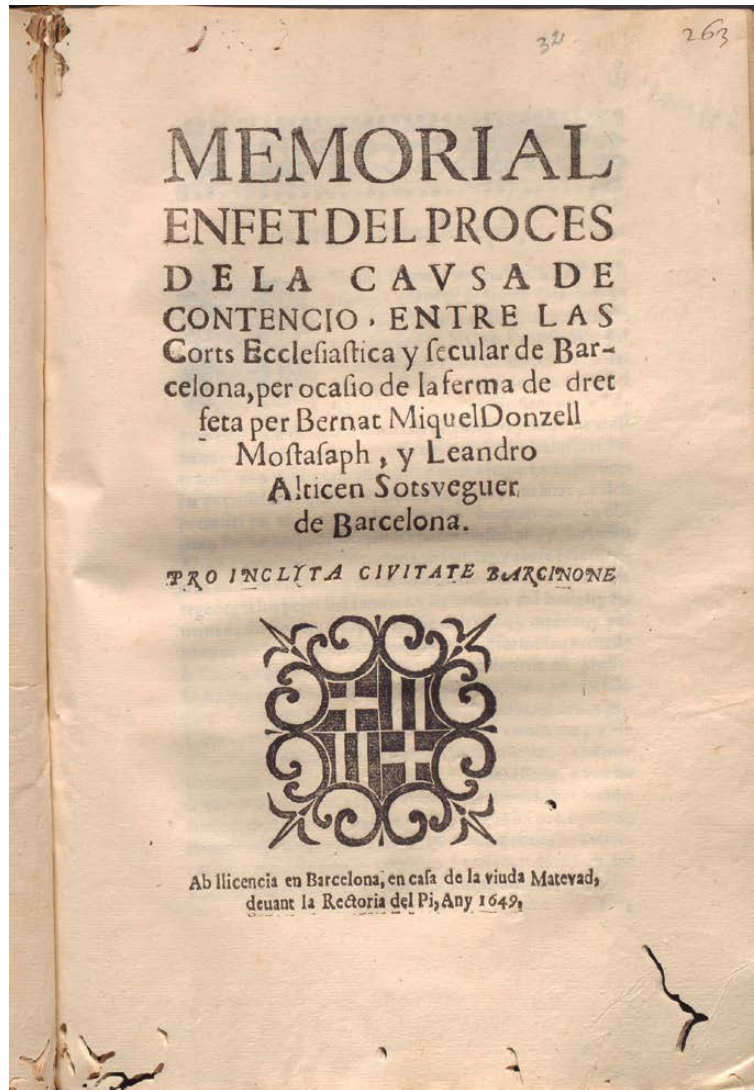 32
263
MEMORIAL
EN FET DEL PROCES
DE LA CAVSA DE
CONTENCIO, ENTRE LAS
Corts Eccleſiaſtica y ſecular de Bar-
celona, per ocaſio de la ferma de dret
feta per Bernat Miquel Donzell
Moſtaſaph, y Leandro
Alticen Sotsveguer
de Barcelona.
PRO INCLYTA CIVITATE BARCINONE
Ab llicencia en Barcelona, en caſa de la viuda Matevad,
deuant la Rectoria del Pi, Any 1649,